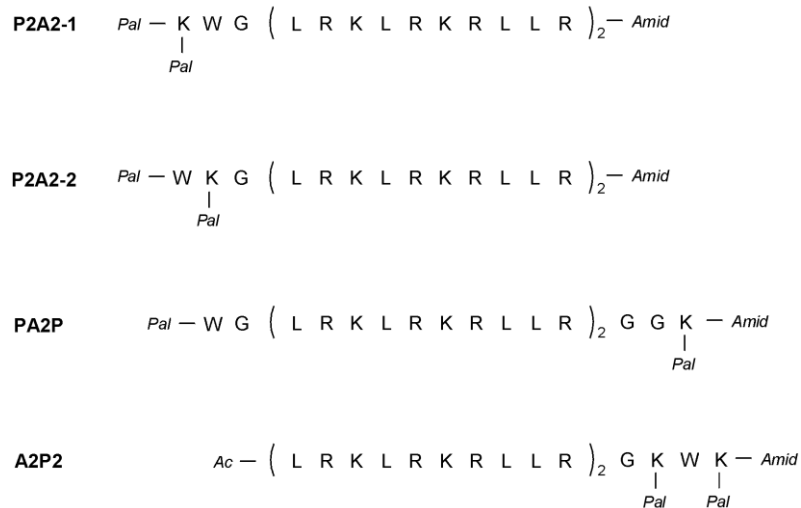 P2A2-1 Pal — K W G ( L R K L R K R L L R )2 — Amid
Pal
P2A2-2 Pal — W K G ( L R K L R K R L L R )2 — Amid
Pal
PA2P Pal — W G ( L R K L R K R L L R )2 G G K — Amid
Pal
A2P2 Ac — ( L R K L R K R L L R )2 G K W K — Amid
Pal Pal